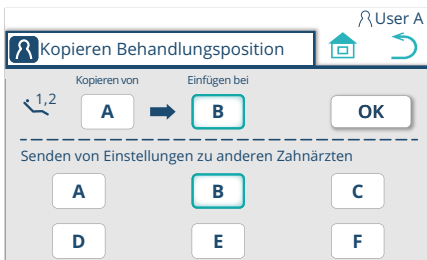 User A
Kopieren Behandlungsposition
Kopieren von Einfügen bei
1,2 A B OK
Senden von Einstellungen zu anderen Zahnärzten
A B C
D E F